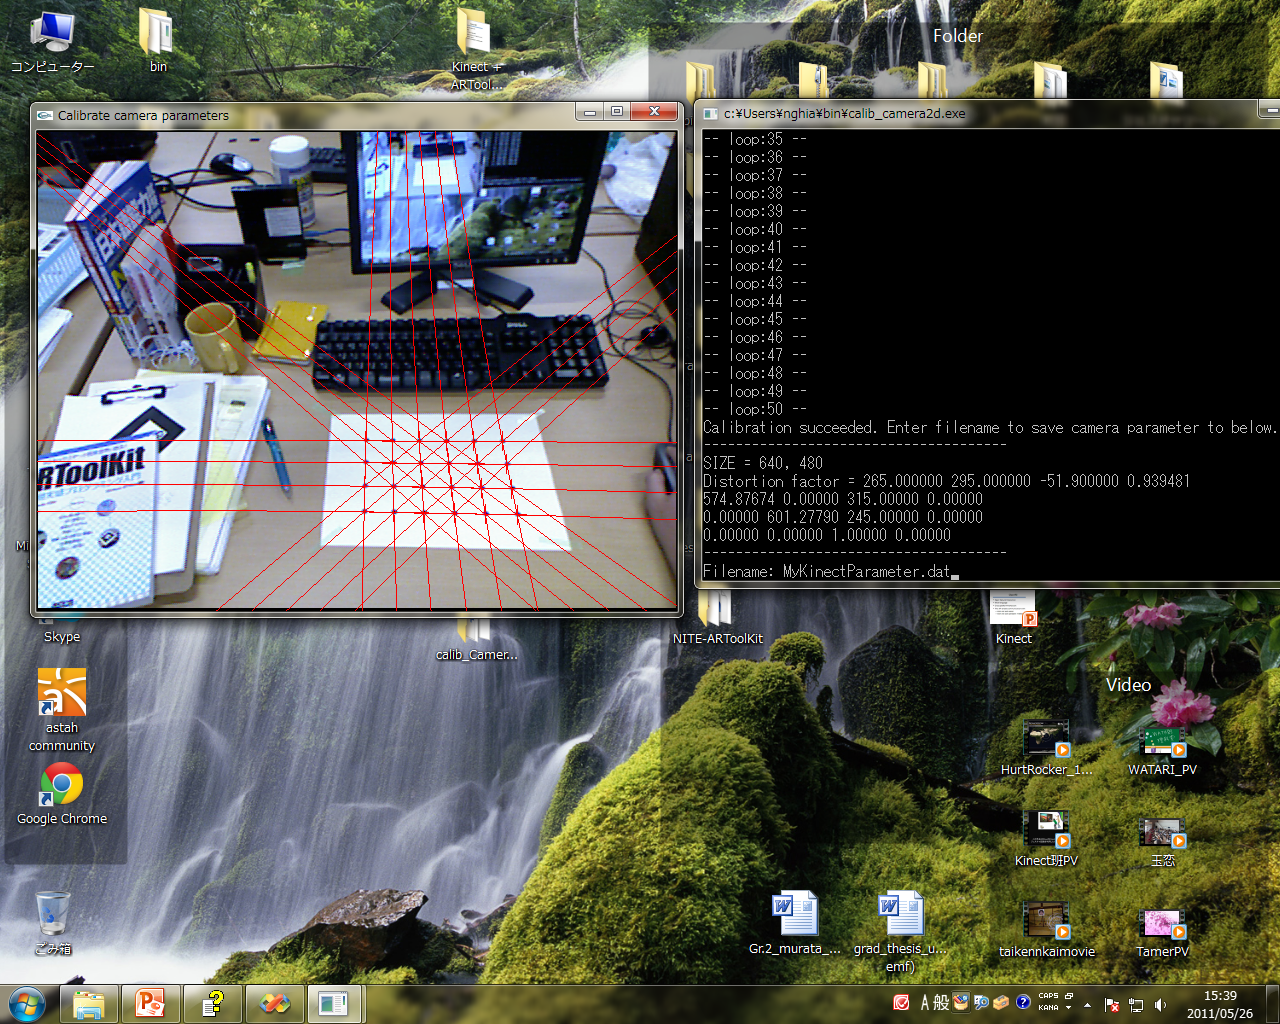 コンピューター
bin
Kinect +
ARTool...
Folder
Calibrate camera parameters
c:¥Users¥nghia¥bin¥calib_camera2d.exe
-- loop:35 --
-- loop:36 --
-- loop:37 --
-- loop:38 --
-- loop:39 --
-- loop:40 --
-- loop:41 --
-- loop:42 --
-- loop:43 --
-- loop:44 --
-- loop:45 --
-- loop:46 --
-- loop:47 --
-- loop:48 --
-- loop:49 --
-- loop:50 --
Calibration succeeded. Enter filename to save camera parameter to below.
--------------------------------------
SIZE = 640, 480
Distortion factor = 265.000000 295.000000 -51.900000 0.939481
574.87674 0.00000 315.00000 0.00000
0.00000 601.27790 245.00000 0.00000
0.00000 0.00000 1.00000 0.00000
--------------------------------------
Filename: MyKinectParameter.dat
DELL
ARToolKit
Skype
calib_Camer...
NITE-ARToolKit
Kinect
astah
community
Video
HurtRocker_1...
WATARI_PV
Google Chrome
Kinect班PV
玉恋
ごみ箱
Gr.2_murata_...
grad_thesis_u...
emf)
taikennkaimovie
TamerPV
A 般
CAPS
KANA
15:39
2011/05/26